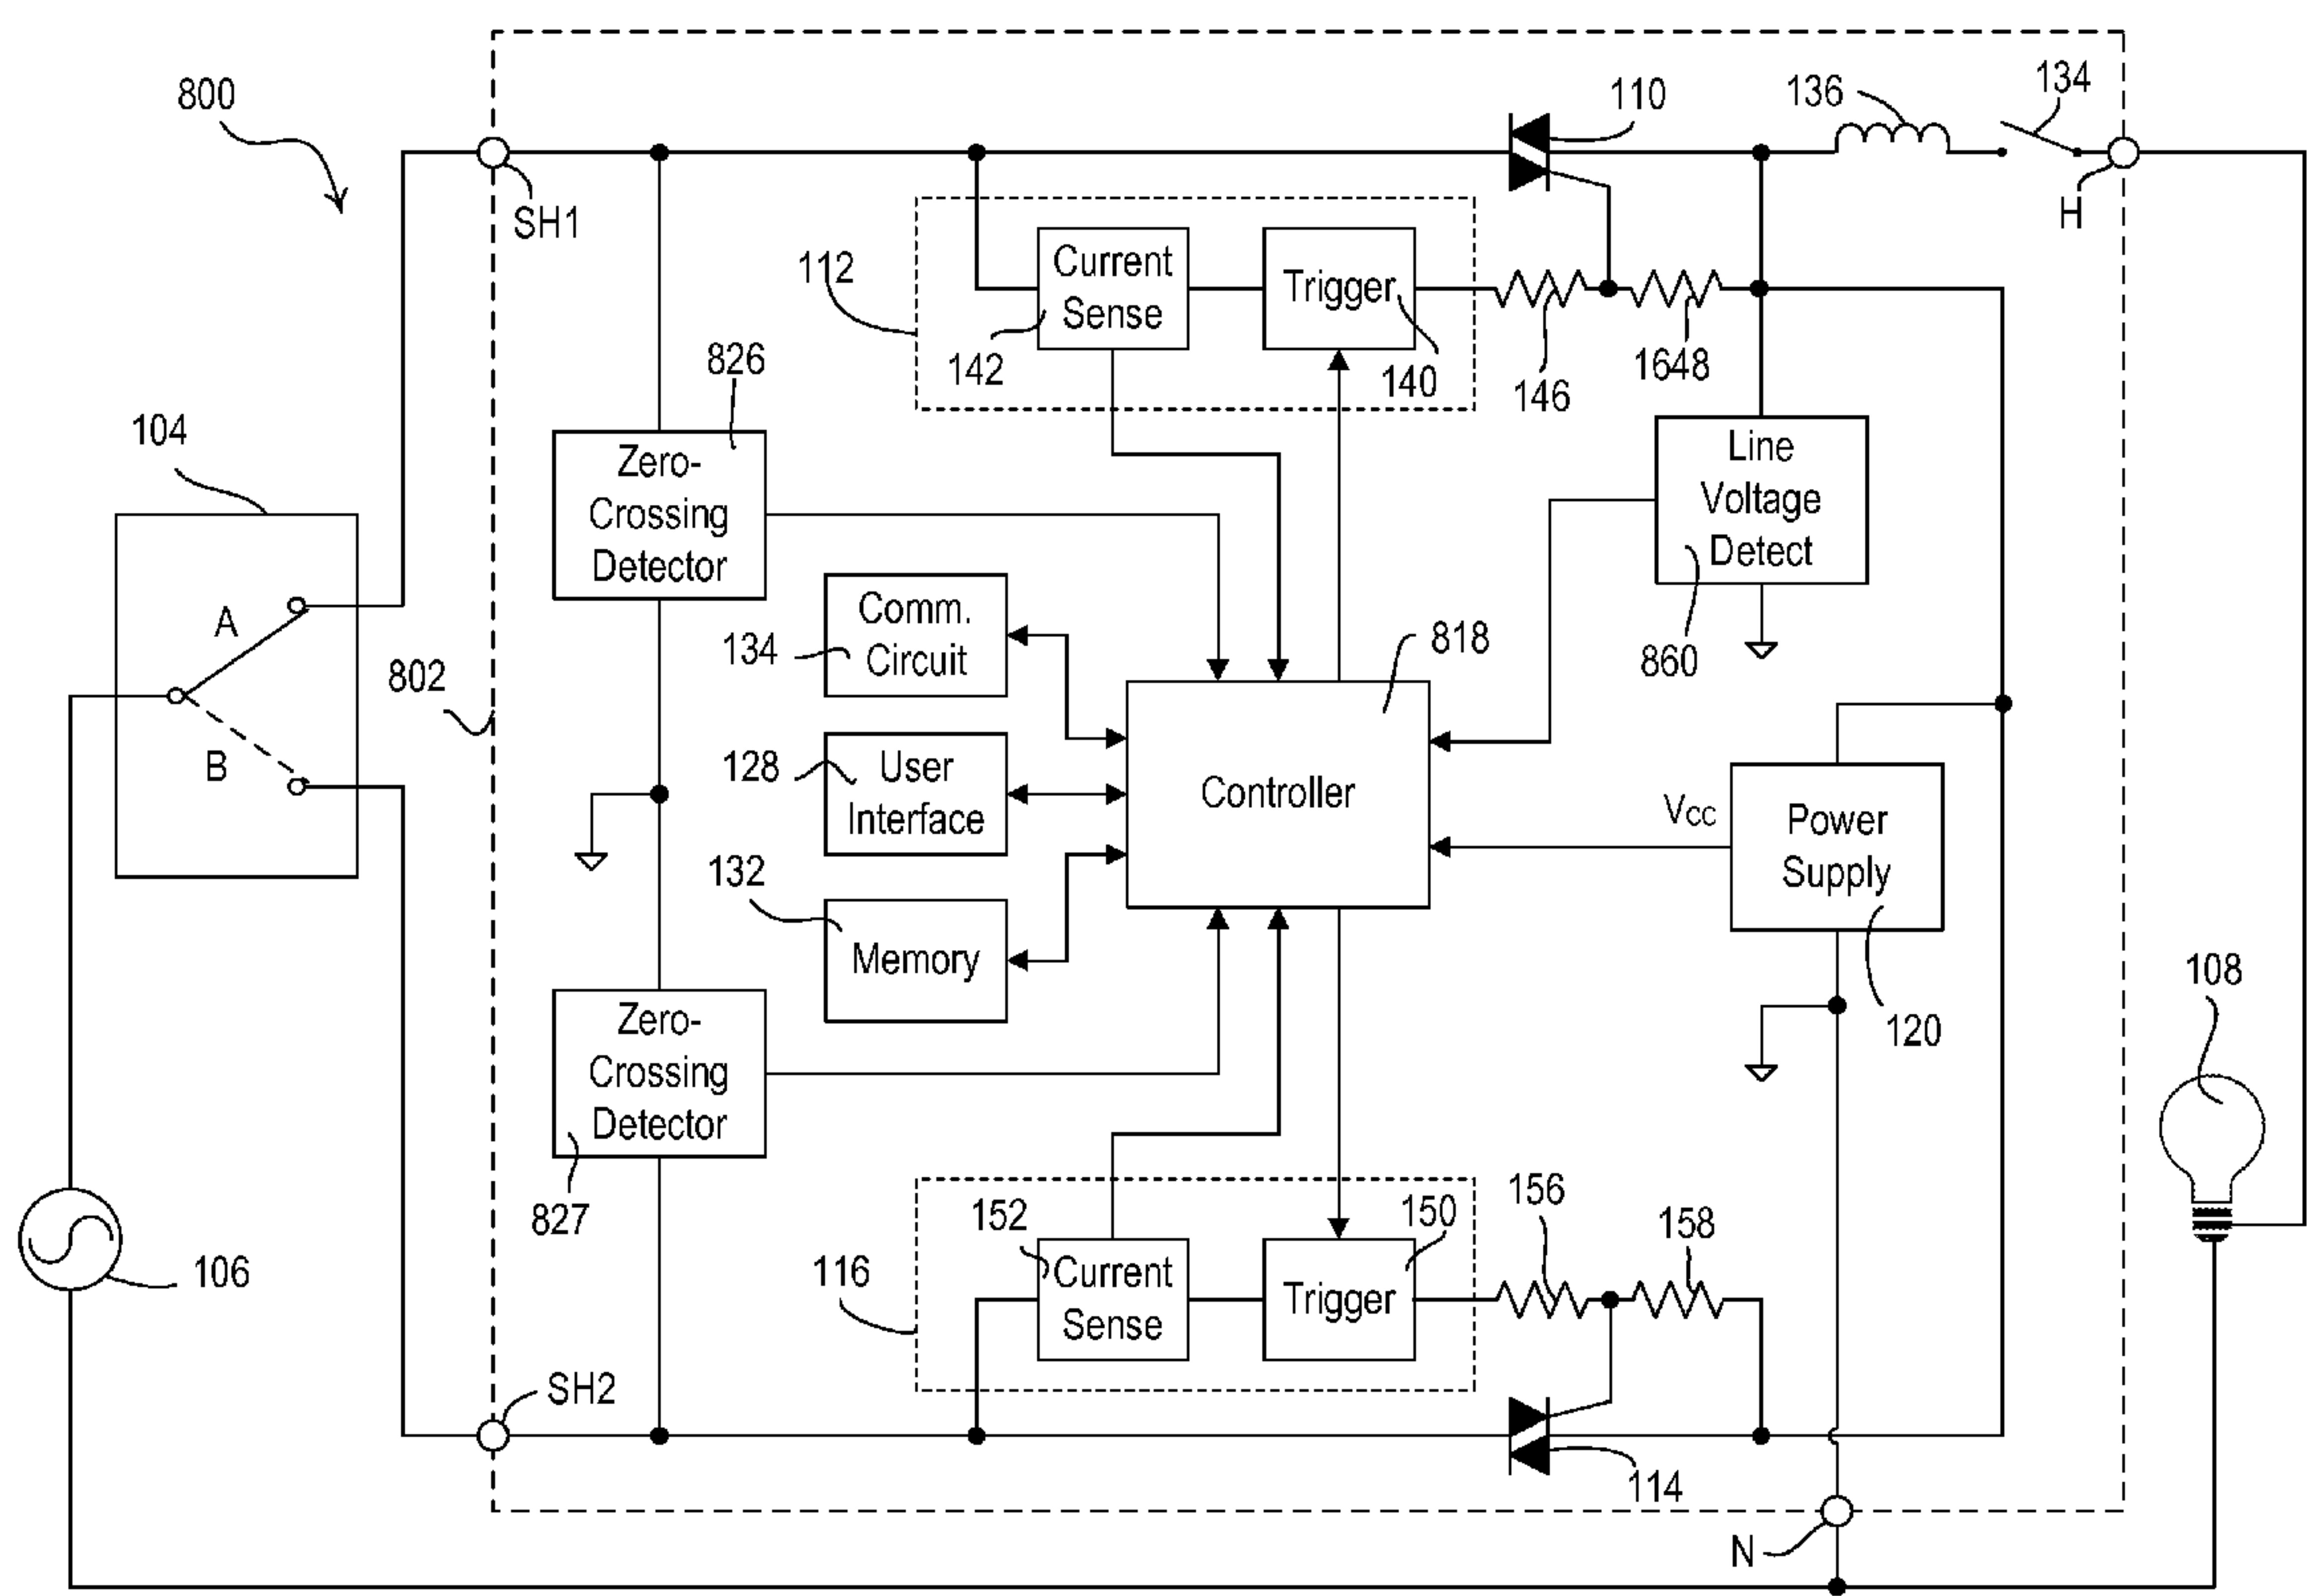 800
110
136
134
SH1
H
112
Current
Sense
142
Trigger
140
146
1648
826
104
Zero-
Crossing
Detector
Line
Voltage
Detect
860
A
B
802
Comm.
Circuit
134
818
128
User
Interface
Controller
VCC
Power
Supply
120
132
Memory
108
Zero-
Crossing
Detector
827
106
152
Current
Sense
150
Trigger
156
158
116
SH2
114
N